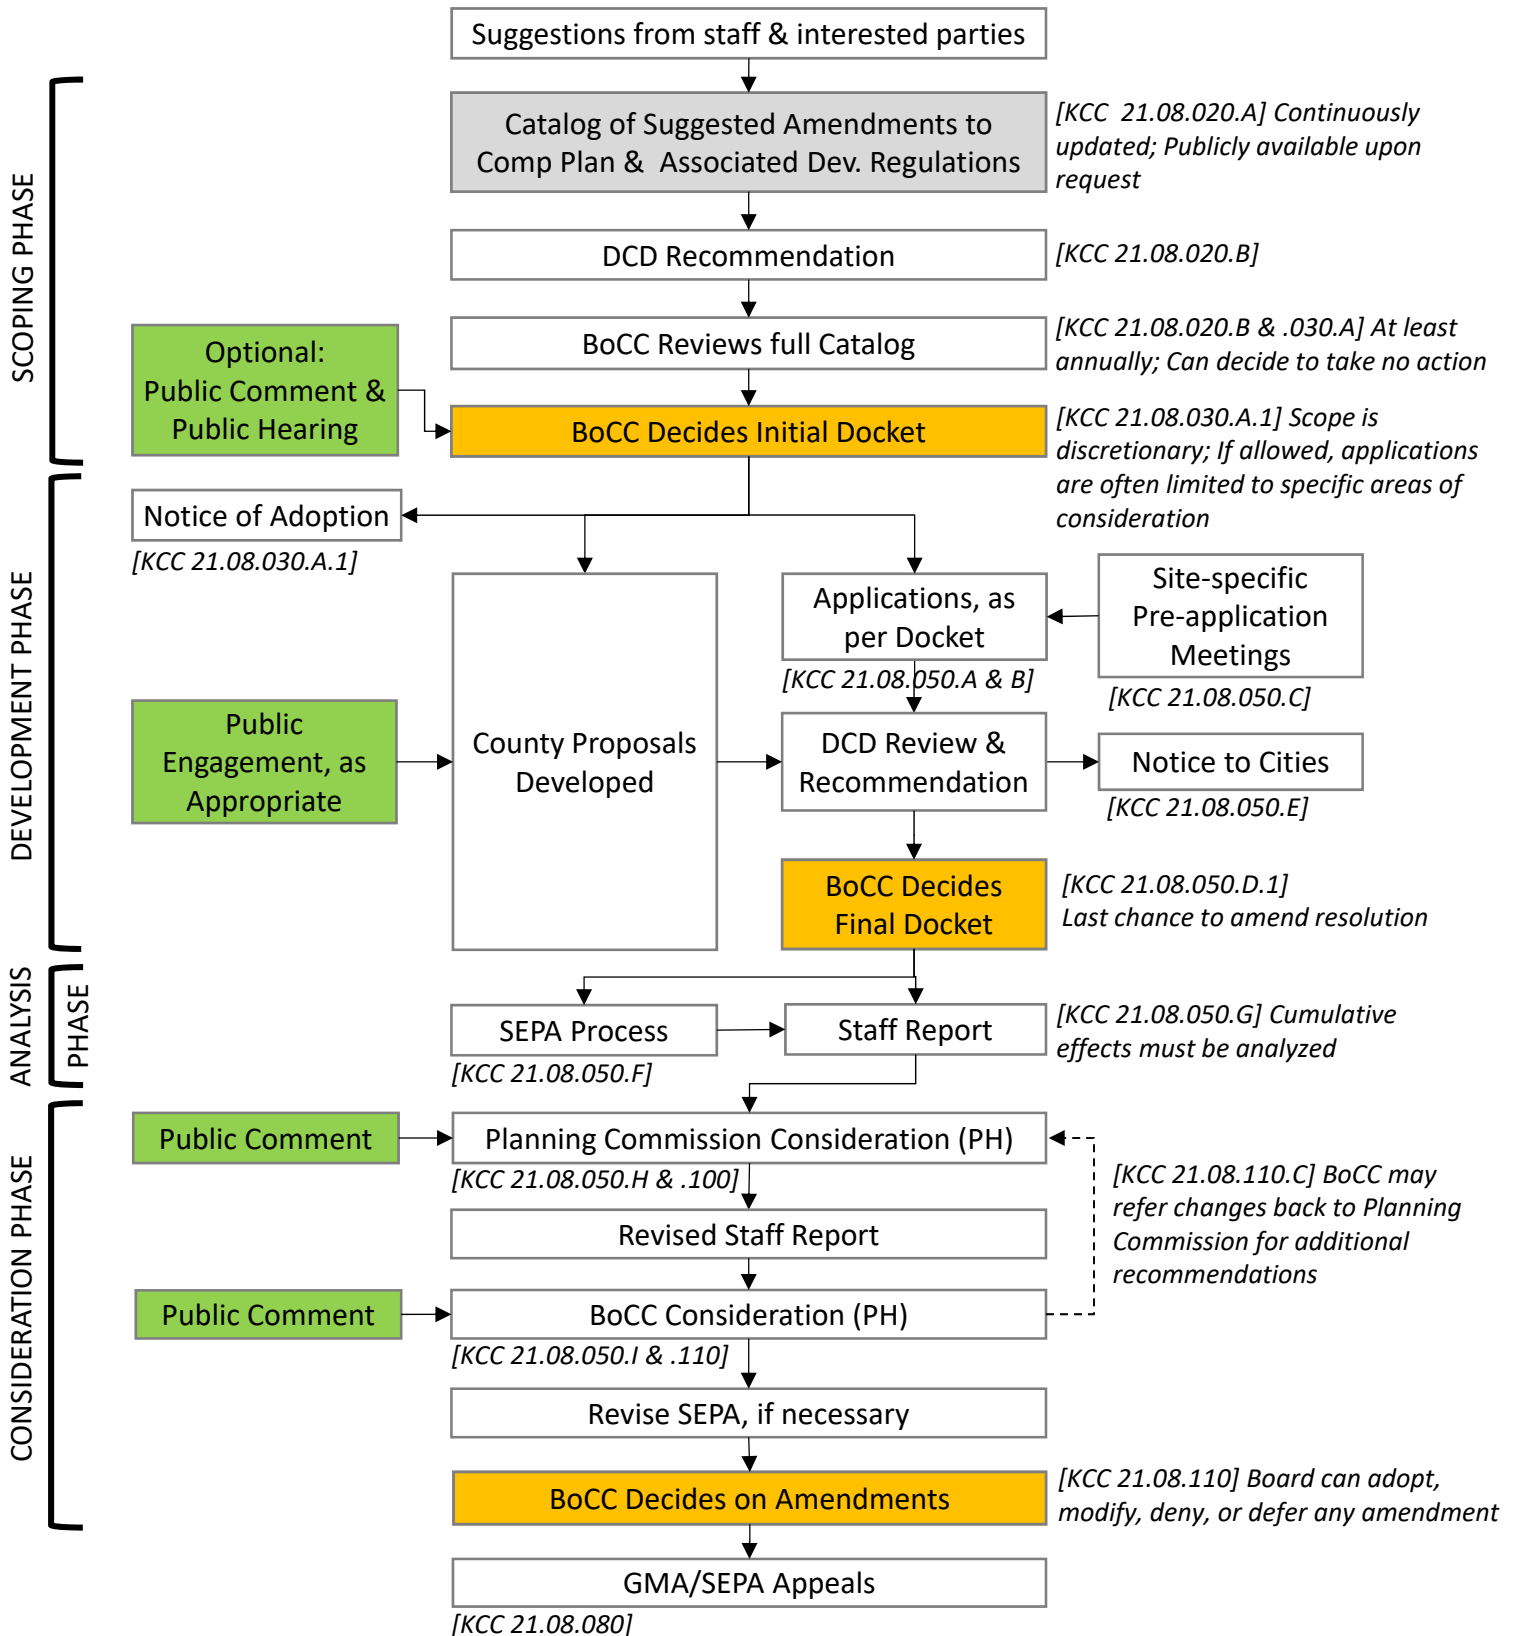 Suggestions from staff & interested parties
SCOPING PHASE
Catalog of Suggested Amendments to
Comp Plan & Associated Dev. Regulations
[KCC 21.08.020.A] Continuously
updated; Publicly available upon
request
DCD Recommendation
[KCC 21.08.020.B]
BoCC Reviews full Catalog
[KCC 21.08.020.B & .030.A] At least
annually; Can decide to take no action
Optional:
Public Comment &
Public Hearing
BoCC Decides Initial Docket
[KCC 21.08.030.A.1] Scope is
discretionary; If allowed, applications
are often limited to specific areas of
consideration
DEVELOPMENT PHASE
Notice of Adoption
[KCC 21.08.030.A.1]
Applications, as
per Docket
[KCC 21.08.050.A & B]
Site-specific
Pre-application
Meetings
[KCC 21.08.050.C]
Public
Engagement, as
Appropriate
County Proposals
Developed
DCD Review &
Recommendation
Notice to Cities
[KCC 21.08.050.E]
BoCC Decides
Final Docket
[KCC 21.08.050.D.1]
Last chance to amend resolution
ANALYSIS
PHASE
SEPA Process
[KCC 21.08.050.F]
Staff Report
[KCC 21.08.050.G] Cumulative
effects must be analyzed
CONSIDERATION PHASE
Public Comment
Planning Commission Consideration (PH)
[KCC 21.08.050.H & .100]
[KCC 21.08.110.C] BoCC may
refer changes back to Planning
Commission for additional
recommendations
Revised Staff Report
Public Comment
BoCC Consideration (PH)
[KCC 21.08.050.I & .110]
Revise SEPA, if necessary
BoCC Decides on Amendments
[KCC 21.08.110] Board can adopt,
modify, deny, or defer any amendment
GMA/SEPA Appeals
[KCC 21.08.080]